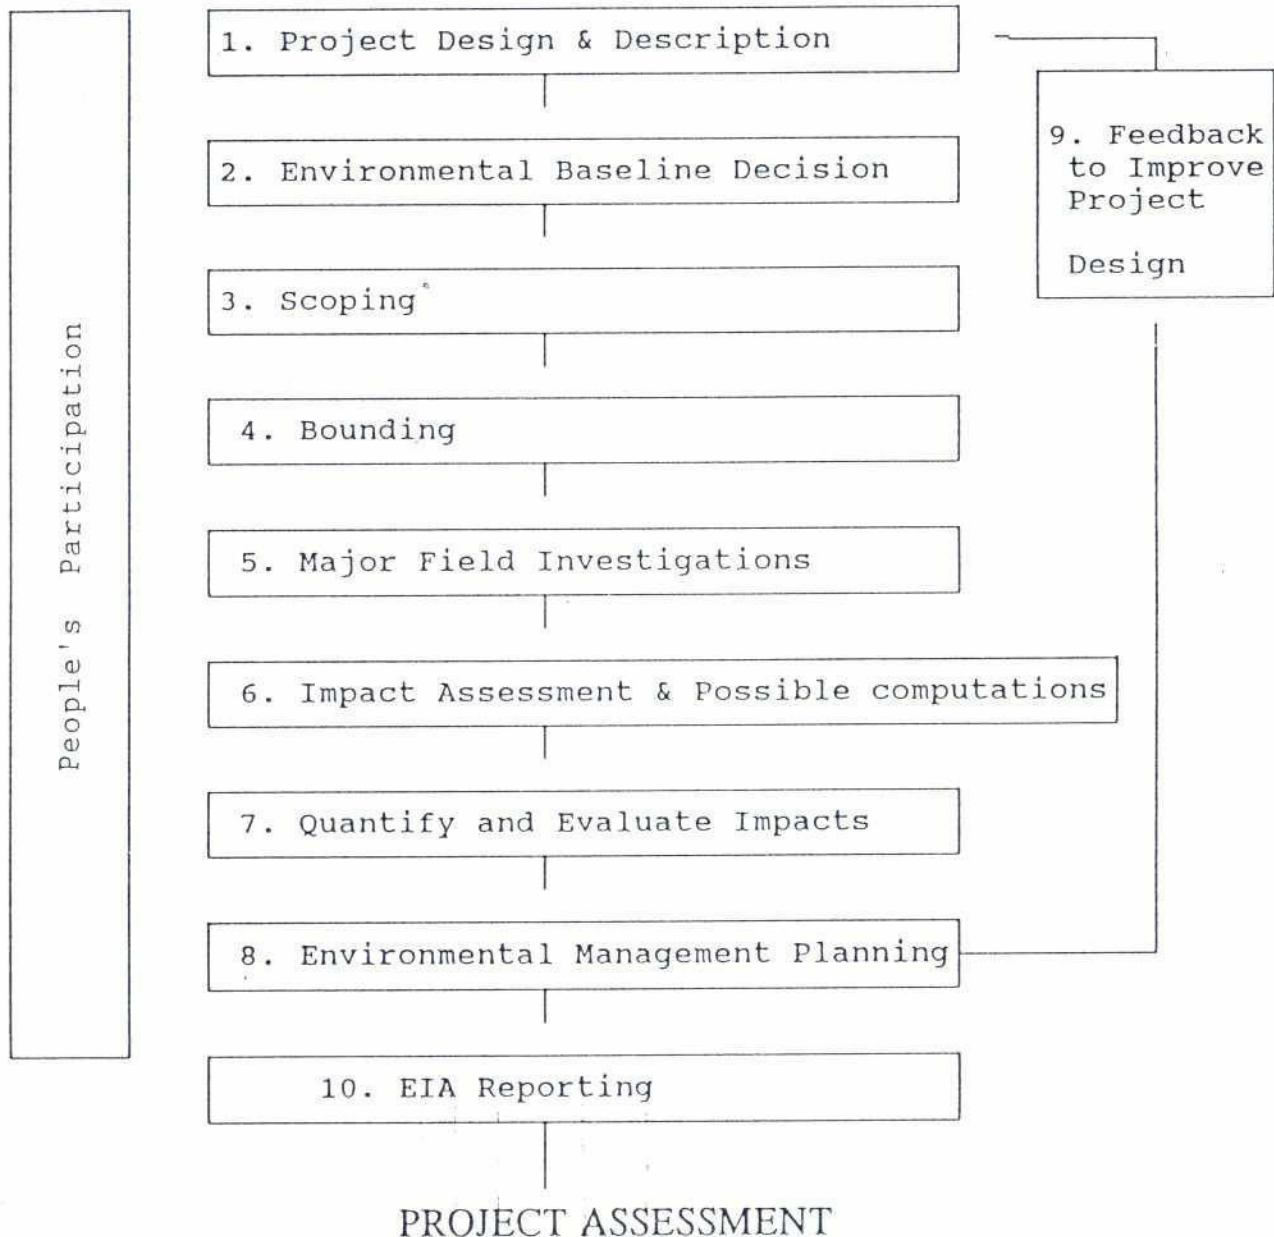 1. Project Design & Description
2. Environmental Baseline Decision
3. Scoping
4. Bounding
5. Major Field Investigations
6. Impact Assessment & Possible computations
7. Quantify and Evaluate Impacts
8. Environmental Management Planning
9. Feedback
to Improve
Project
Design
10. EIA Reporting
People's Participation
PROJECT ASSESSMENT